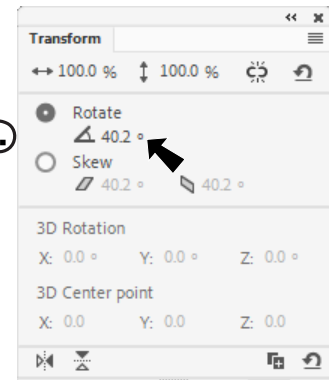 Transform
100.0 % 100.0 %
Rotate
40.2 °
Skew
40.2 ° 40.2 °
3D Rotation
X: 0.0 ° Y: 0.0 ° Z: 0.0 °
3D Center point
X: 0.0 Y: 0.0 Z: 0.0